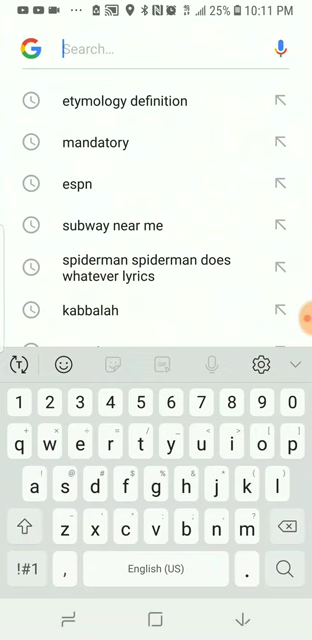 25% 10:11 PM
Search...
etymology definition
mandatory
espn
subway near me
spiderman spiderman does
whatever lyrics
kabbalah
1 2 3 4 5 6 7 8 9 0
q w e r t y u i o p
a s d f g h j k l
z x c v b n m
!#1 , English (US) .